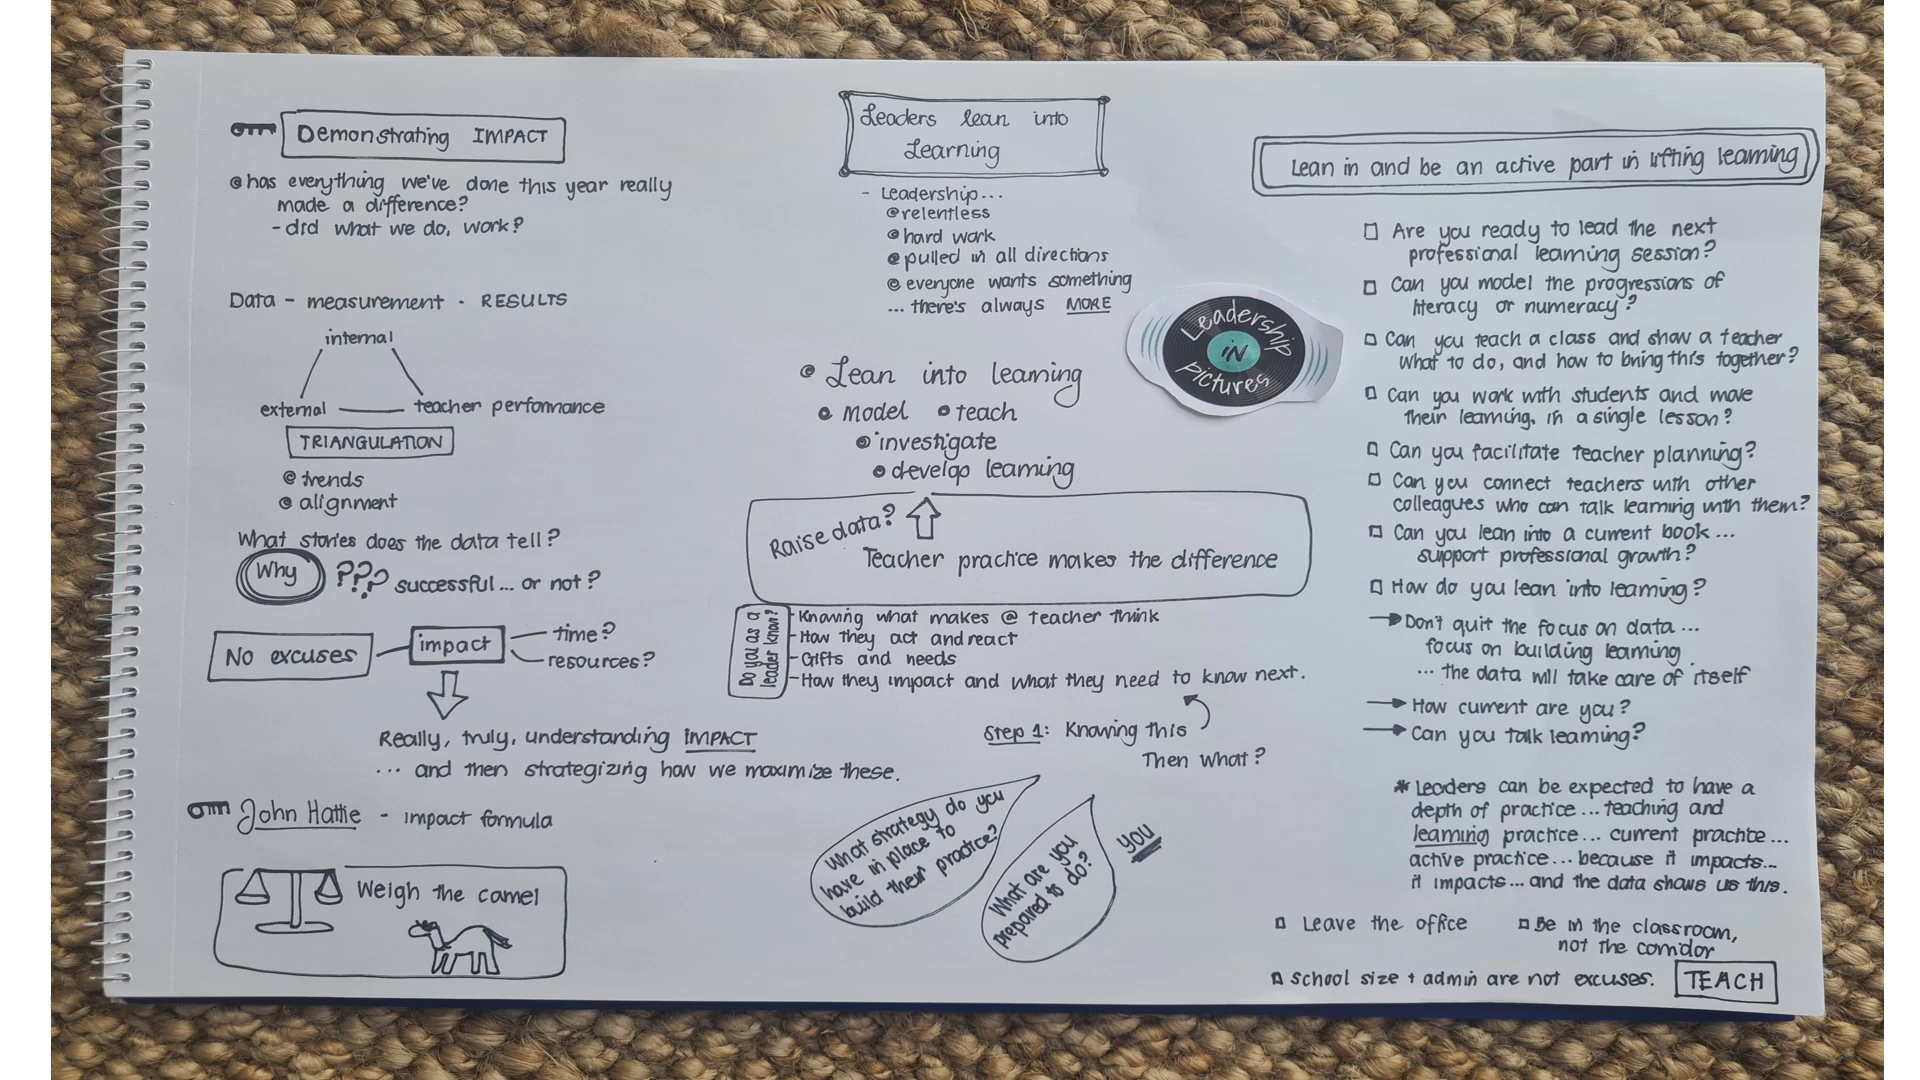 Demonstrating IMPACT
has everything we've done this year really
made a difference?
- did what we do, work?
Data - measurement - RESULTS
internal
external
teacher performance
TRIANGULATION
trends
alignment
What stories does the data tell?
Why ??? successful... or not?
No excuses
impact
time?
resources?
Really, truly, understanding IMPACT
... and then strategizing how we maximize these.
John Hattie - impact formula
Weigh the camel
Leaders lean into
Learning
- Leadership...
relentless
hard work
pulled in all directions
everyone wants something
... there's always MORE
Leadership
IN
Pictures
Lean into learning
model
teach
investigate
develop learning
Raise data?
Teacher practice makes the difference
Do you as a
leader know?
- Knowing what makes @ teacher think
- How they act and react
- Gifts and needs
- How they impact and what they need to know next.
Step 1: Knowing this
Then what?
What strategy do you
have in place to
build their practice?
What are you
prepared to do?
you
Lean in and be an active part in lifting learning
Are you ready to lead the next
professional learning session?
Can you model the progressions of
literacy or numeracy?
Can you teach a class and show a teacher
what to do, and how to bring this together?
Can you work with students and move
their learning, in a single lesson?
Can you facilitate teacher planning?
Can you connect teachers with other
colleagues who can talk learning with them?
Can you lean into a current book...
support professional growth?
How do you lean into learning?
Don't quit the focus on data...
focus on building learning
... the data will take care of itself
How current are you?
Can you talk learning?
* Leaders can be expected to have a
depth of practice... teaching and
learning practice... current practice...
active practice... because it impacts...
it impacts... and the data shows us this.
Leave the office
Be in the classroom,
not the corridor
School size + admin are not excuses.
TEACH